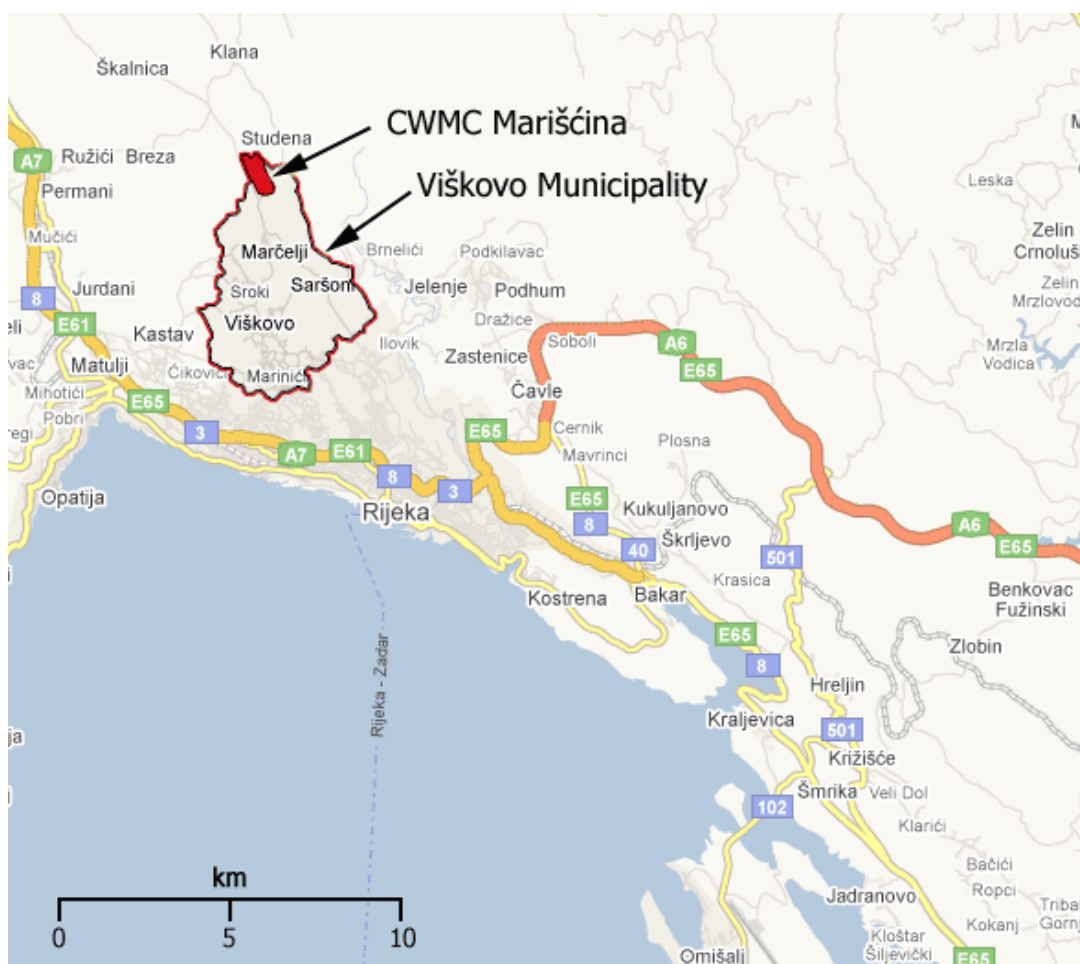 Klana
Škalnica
CWMC Marišćina
Studena
A7
Ružići Breza
Permani
Viškovo Municipality
Leska
Mučići
Marčelji
Brnelići
Podkilavac
Zelin
Crnoluš
Jurdani
Saršoni
Jelenje
Podhum
Zelin
Mrzlovod
8
Šroki
E61
Kastav
Viškovo
Dražice
Soboli
A6
Ilovik
Zastenice
Mrzla
Vodica
E65
Matulji
Čikovići
Marinići
Čavle
Mihotići
E65
Pobri
E65
Cernik
3
Plosna
A7
E61
Mavrinci
8
3
Opatija
E65
Kukuljanovo
Rijeka
8
A6
Škrljevo
E65
40
501
Krasica
Kostrena
Bakar
Benkovac
Fužinski
E65
Zlobin
8
Hreljin
Rijeka - Zadar
Kraljevica
501
Križišće
Šmrika
Veli Dol
102
Klarići
km
Bačići
Jadranovo
Ropci
0
5
10
Kokanj
Kloštar
Šiljevički
Omišalj
E65